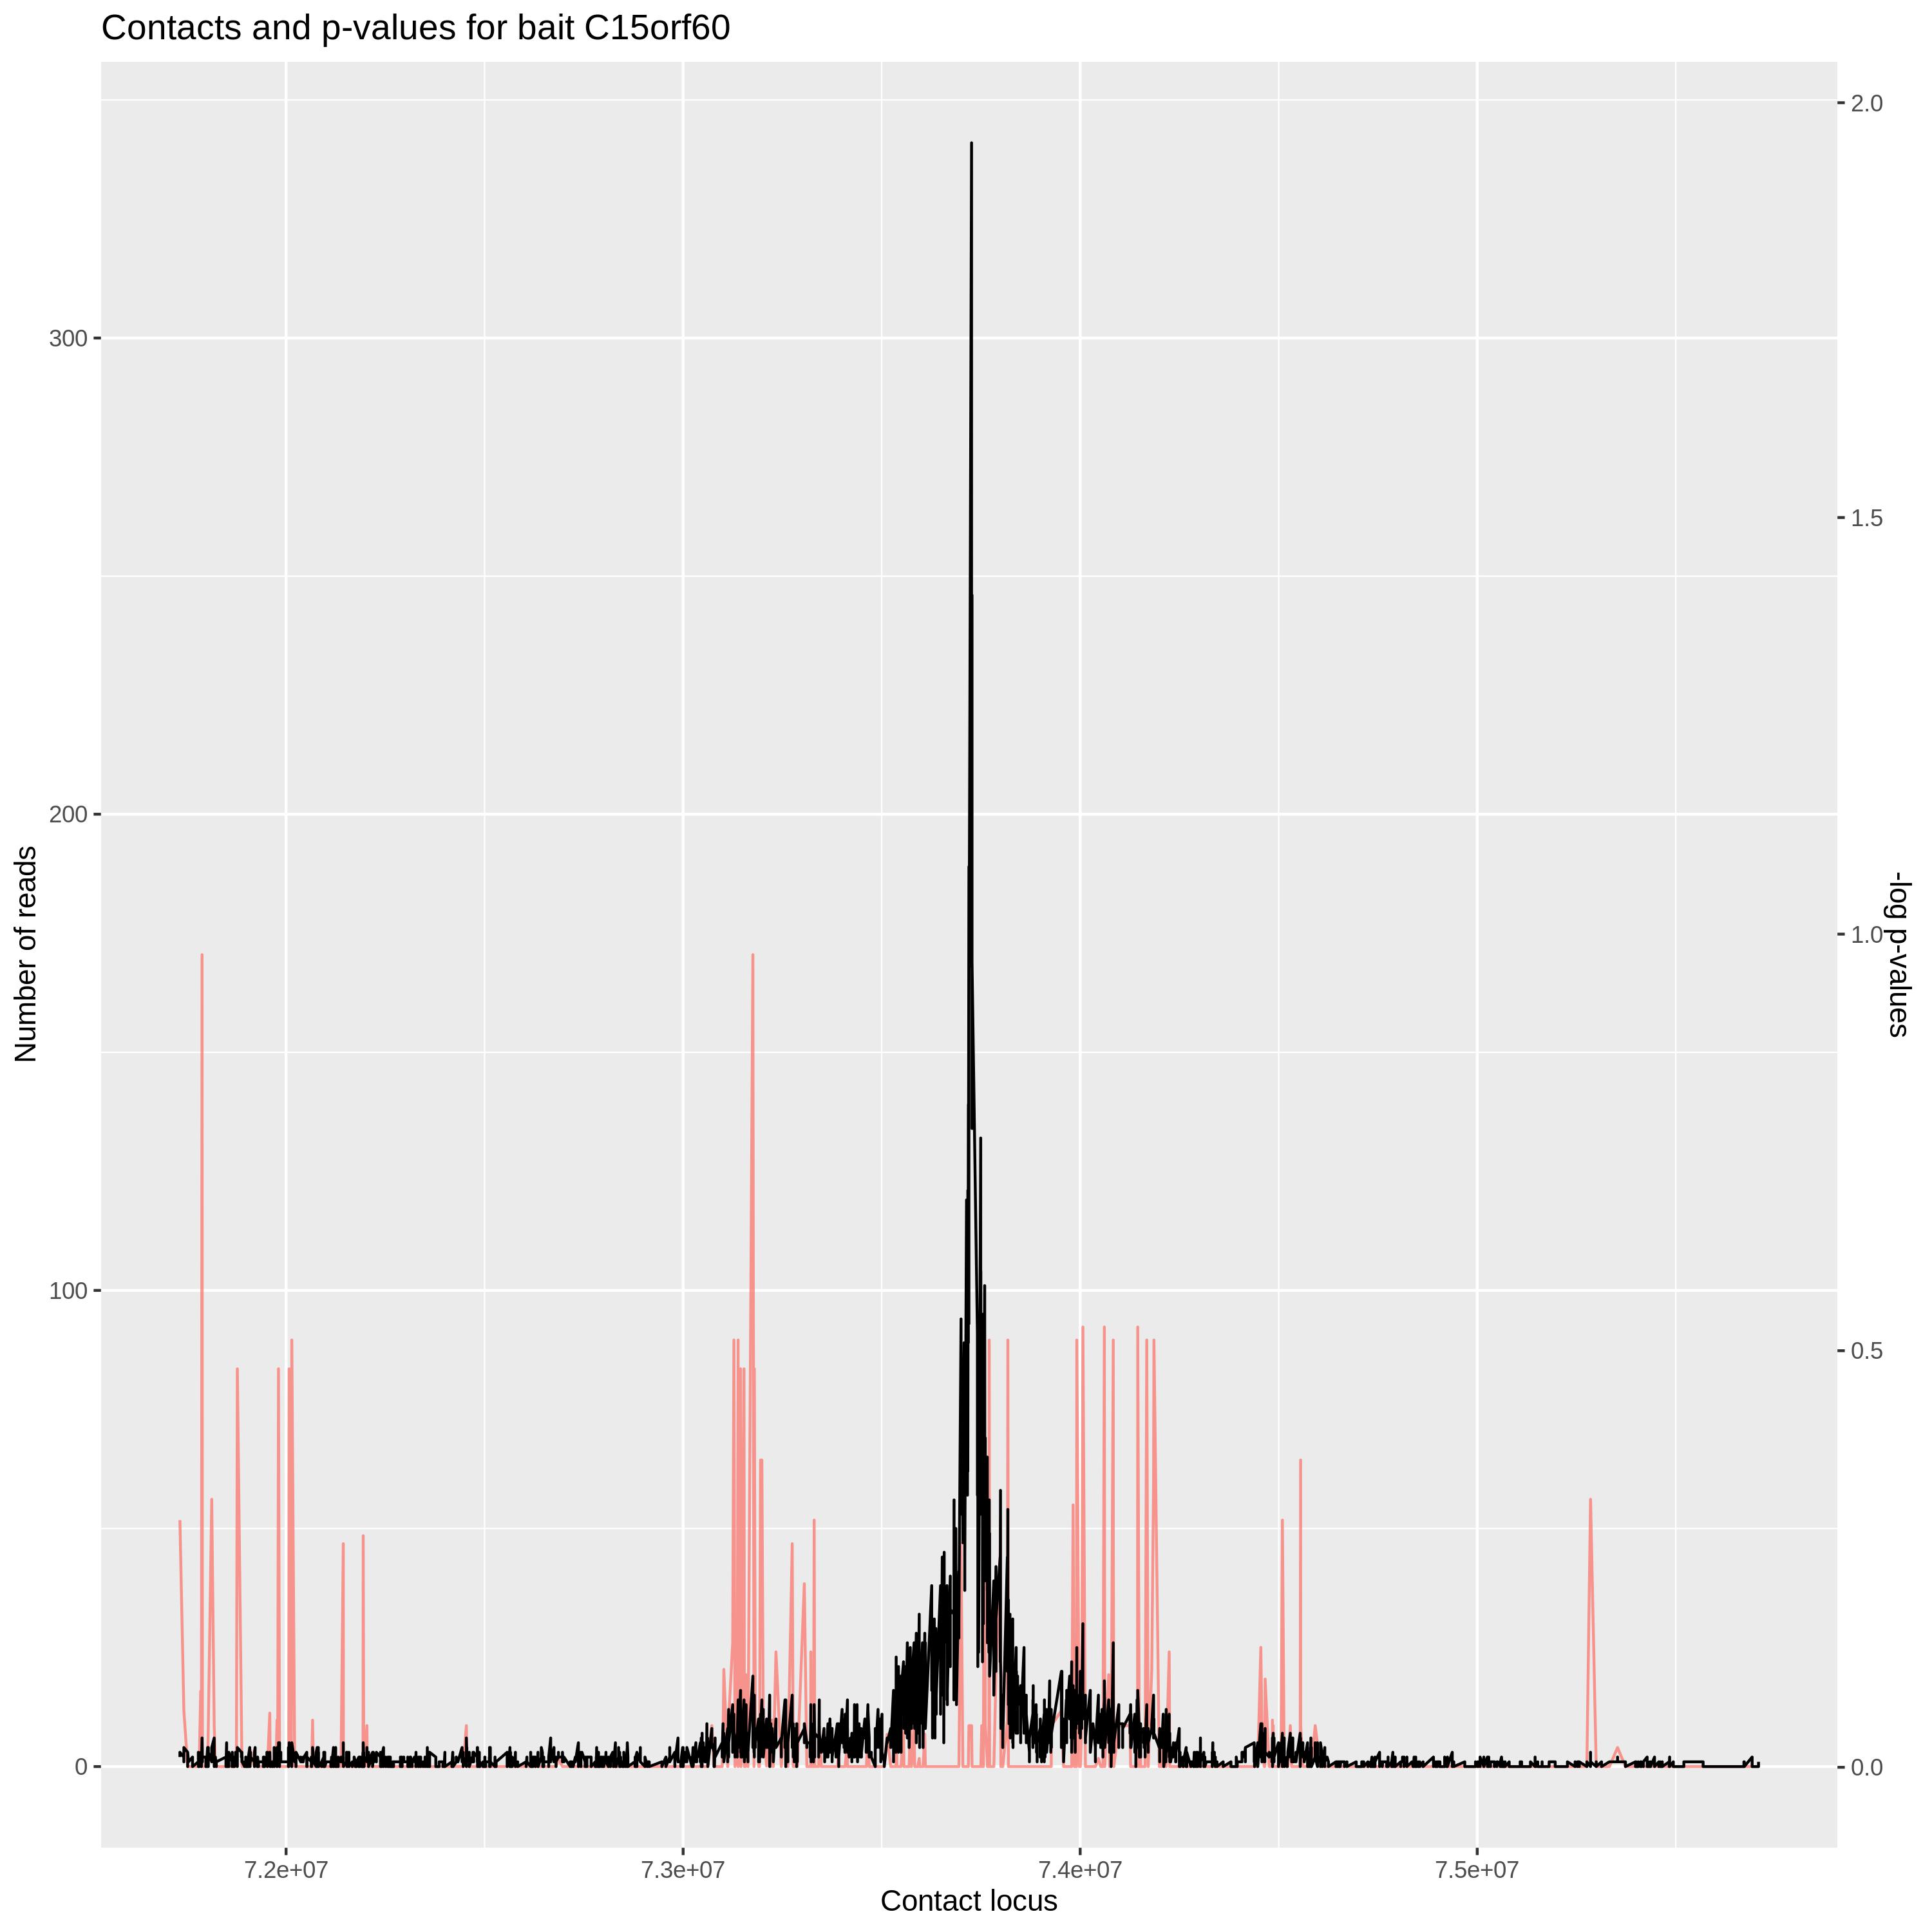 Contacts and p-values for bait C15orf60
Number of reads
300
200
100
0
2.0
1.5
1.0
0.5
0.0
-log p-values
7.2e+07
7.3e+07
7.4e+07
7.5e+07
Contact locus